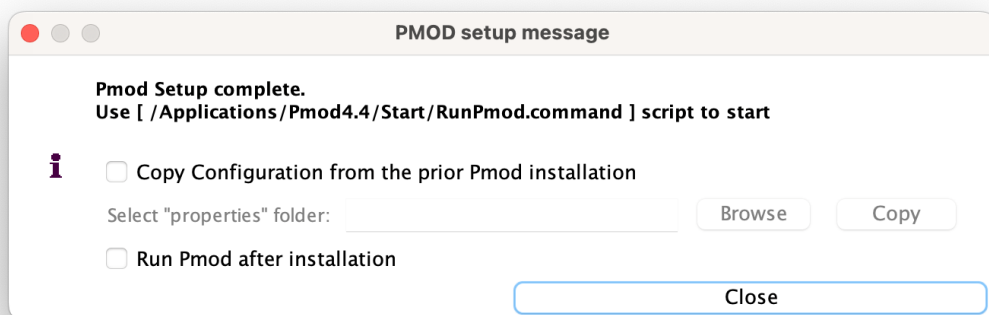 PMOD setup message
Pmod Setup complete.
Use [ /Applications/Pmod4.4/Start/RunPmod.command ] script to start
Copy Configuration from the prior Pmod installation
Select "properties" folder:
Browse
Copy
Run Pmod after installation
Close